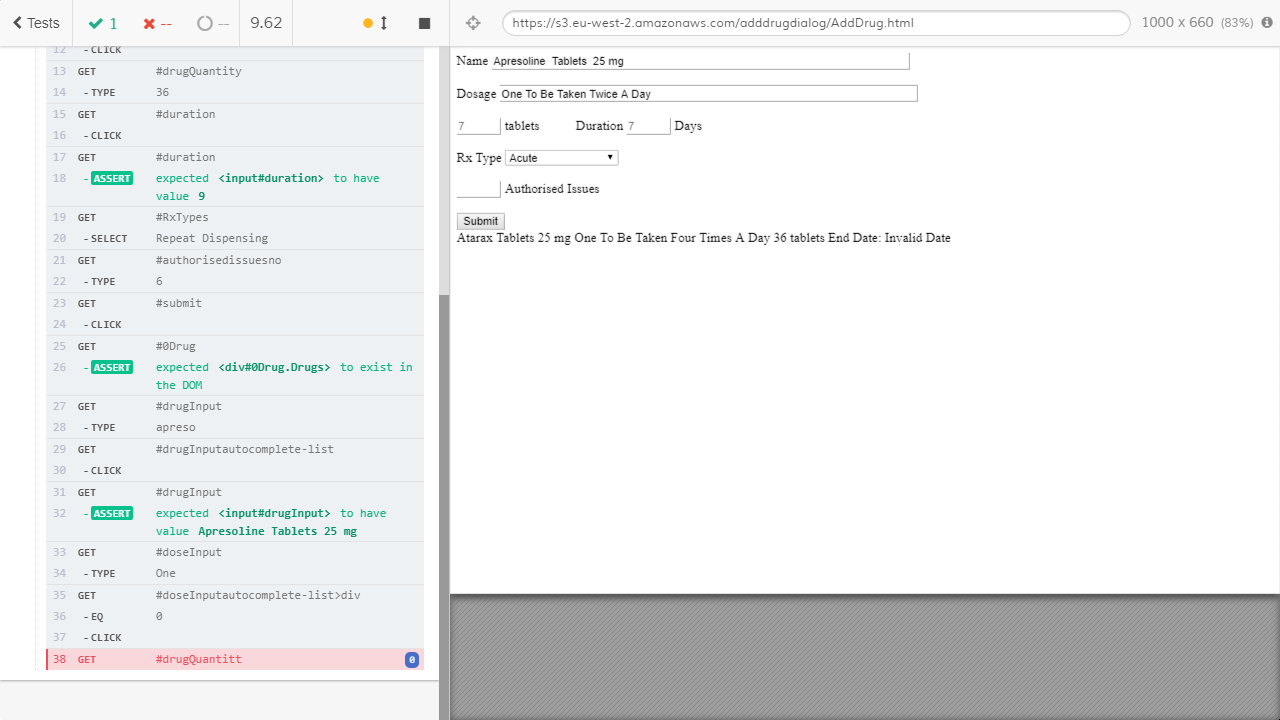 Tests 1 -- -- 9.62
https://s3.eu-west-2.amazonaws.com/adddrugdialog/AddDrug.html 1000 x 660 (83%)
12 - CLICK
13 GET #drugQuantity
14 - TYPE 36
15 GET #duration
16 - CLICK
17 GET #duration
18 - ASSERT expected <input#duration> to have
value 9
19 GET #RxTypes
20 - SELECT Repeat Dispensing
21 GET #authorisedissuesno
22 - TYPE 6
23 GET #submit
24 - CLICK
25 GET #0Drug
26 - ASSERT expected <div#0Drug.Drugs> to exist in
the DOM
27 GET #drugInput
28 - TYPE apreso
29 GET #drugInputautocomplete-list
30 - CLICK
31 GET #drugInput
32 - ASSERT expected <input#drugInput> to have
value Apresoline Tablets 25 mg
33 GET #doseInput
34 - TYPE One
35 GET #doseInputautocomplete-list>div
36 - EQ 0
37 - CLICK
38 GET #drugQuantitt 0
Name Apresoline Tablets 25 mg
Dosage One To Be Taken Twice A Day
7 tablets Duration 7 Days
Rx Type Acute
Authorised Issues
Submit
Atarax Tablets 25 mg One To Be Taken Four Times A Day 36 tablets End Date: Invalid Date